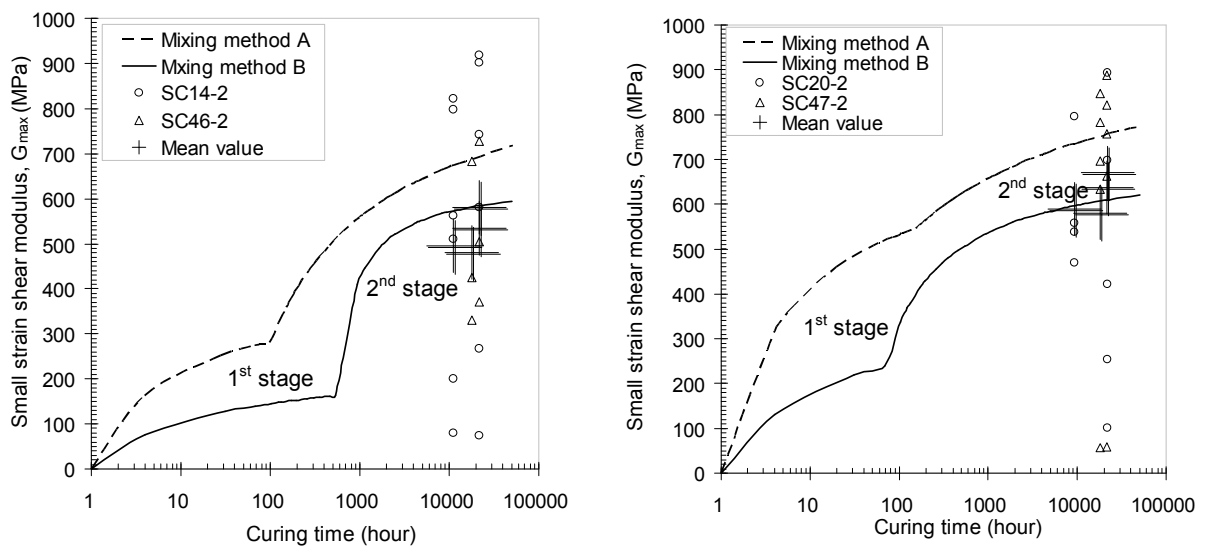 1000
900
800
700
600
500
400
300
200
100
0
Small strain shear modulus, Gmax (MPa)
Mixing method A
Mxing method B
SC14-2
SC46-2
Mean value
1st stage
2nd stage
1
10
100
1000
10000
100000
Curing time (hour)
1000
900
800
700
600
500
400
300
200
100
0
Small strain shear modulus, Gmax (MPa)
Mixing method A
Mixing method B
SC20-2
SC47-2
Mean value
2nd stage
1st stage
1
10
100
1000
10000
100000
Curing time (hour)